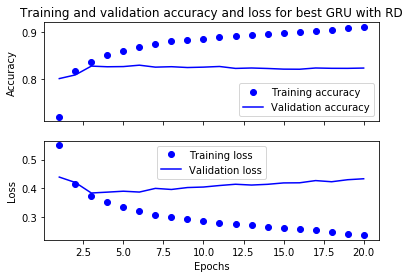 Training and validation accuracy and loss for best GRU with RD
Accuracy
0.9
0.8
Training accuracy
Validation accuracy
Loss
0.5
0.4
0.3
Training loss
Validation loss
2.5 5.0 7.5 10.0 12.5 15.0 17.5 20.0
Epochs